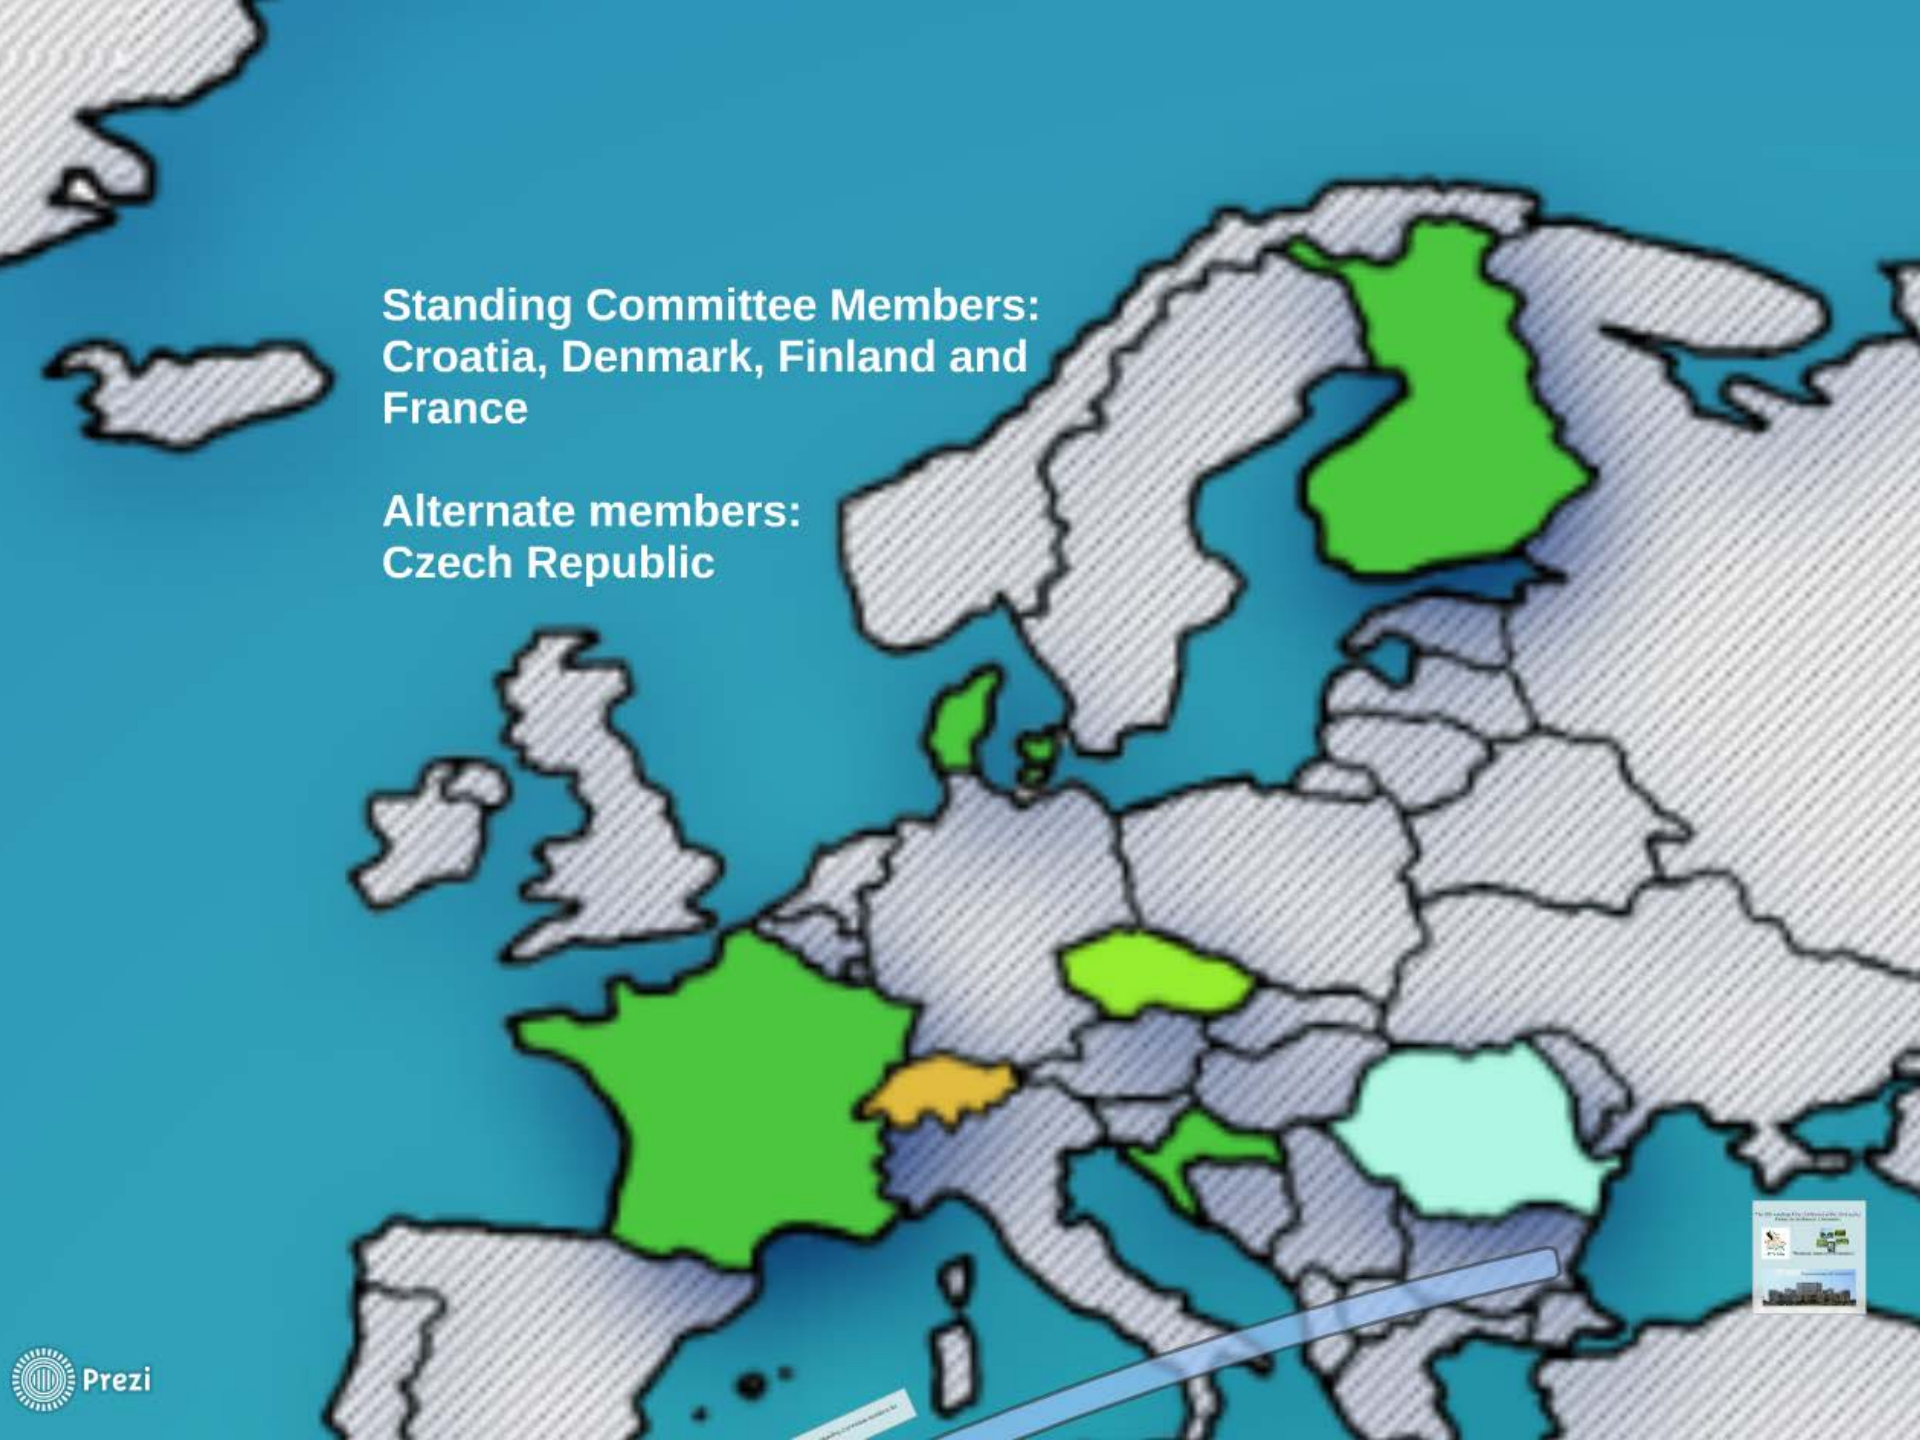 Standing Committee Members:
Croatia, Denmark, Finland and
France
Alternate members:
Czech Republic
Prezi